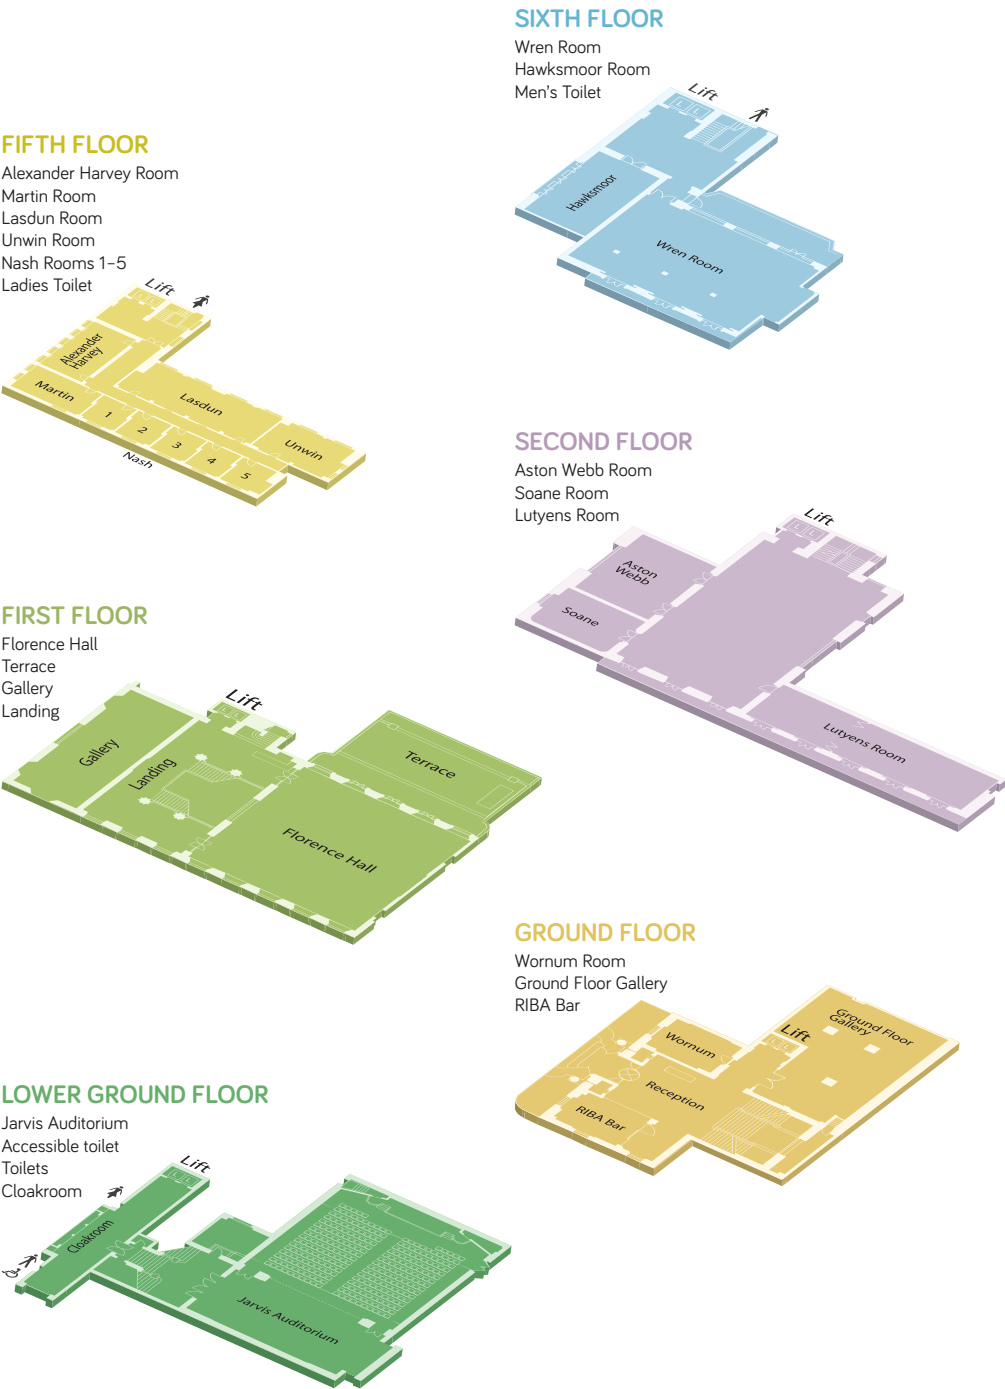 SIXTH FLOOR
Wren Room
Hawksmoor Room
Men's Toilet
Lift
Hawksmoor
Wren Room
FIFTH FLOOR
Alexander Harvey Room
Martin Room
Lasdun Room
Unwin Room
Nash Rooms 1–5
Ladies Toilet
Lift
L L
Alexander
Harvey
Martin
Lasdun
Unwin
1
2
3
4
5
Nash
SECOND FLOOR
Aston Webb Room
Soane Room
Lutyens Room
Lift
L L
Aston
Webb
Soane
Lutyens Room
FIRST FLOOR
Florence Hall
Terrace
Gallery
Landing
Lift
L L
Gallery
Landing
Terrace
Florence Hall
GROUND FLOOR
Wornum Room
Ground Floor Gallery
RIBA Bar
Ground Floor
Gallery
Lift
L L
Wornum
Reception
RIBA Bar
LOWER GROUND FLOOR
Jarvis Auditorium
Accessible toilet
Toilets
Cloakroom
Lift
L L
Cloakroom
Jarvis Auditorium